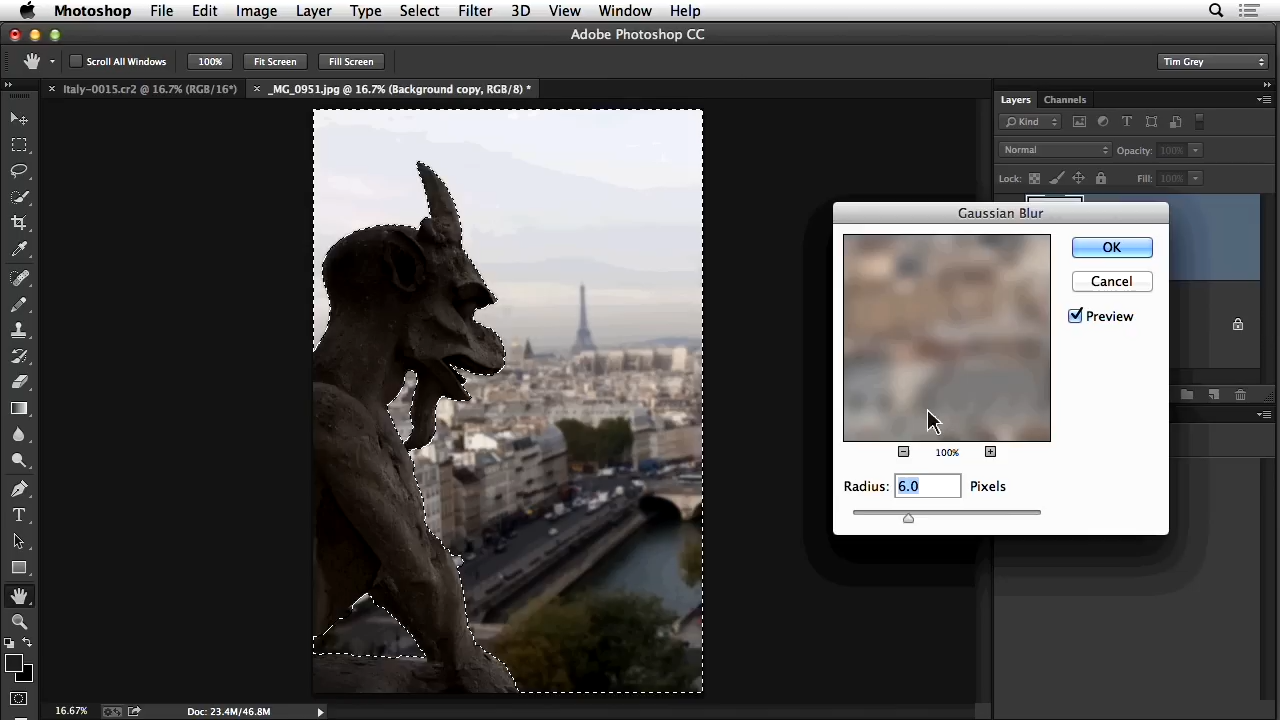 Photoshop File Edit Image Layer Type Select Filter 3D View Window Help
Adobe Photoshop CC
Scroll All Windows 100% Fit Screen Fill Screen Tim Grey
× Italy-0015.cr2 @ 16.7% (RGB/16*) × _MG_0951.jpg @ 16.7% (Background copy, RGB/8) *
Layers Channels
Kind
Normal Opacity: 100%
Lock: Fill: 100%
Gaussian Blur
OK
Cancel
Preview
100%
Radius: 6.0 Pixels
16.67% Doc: 23.4M/46.8M